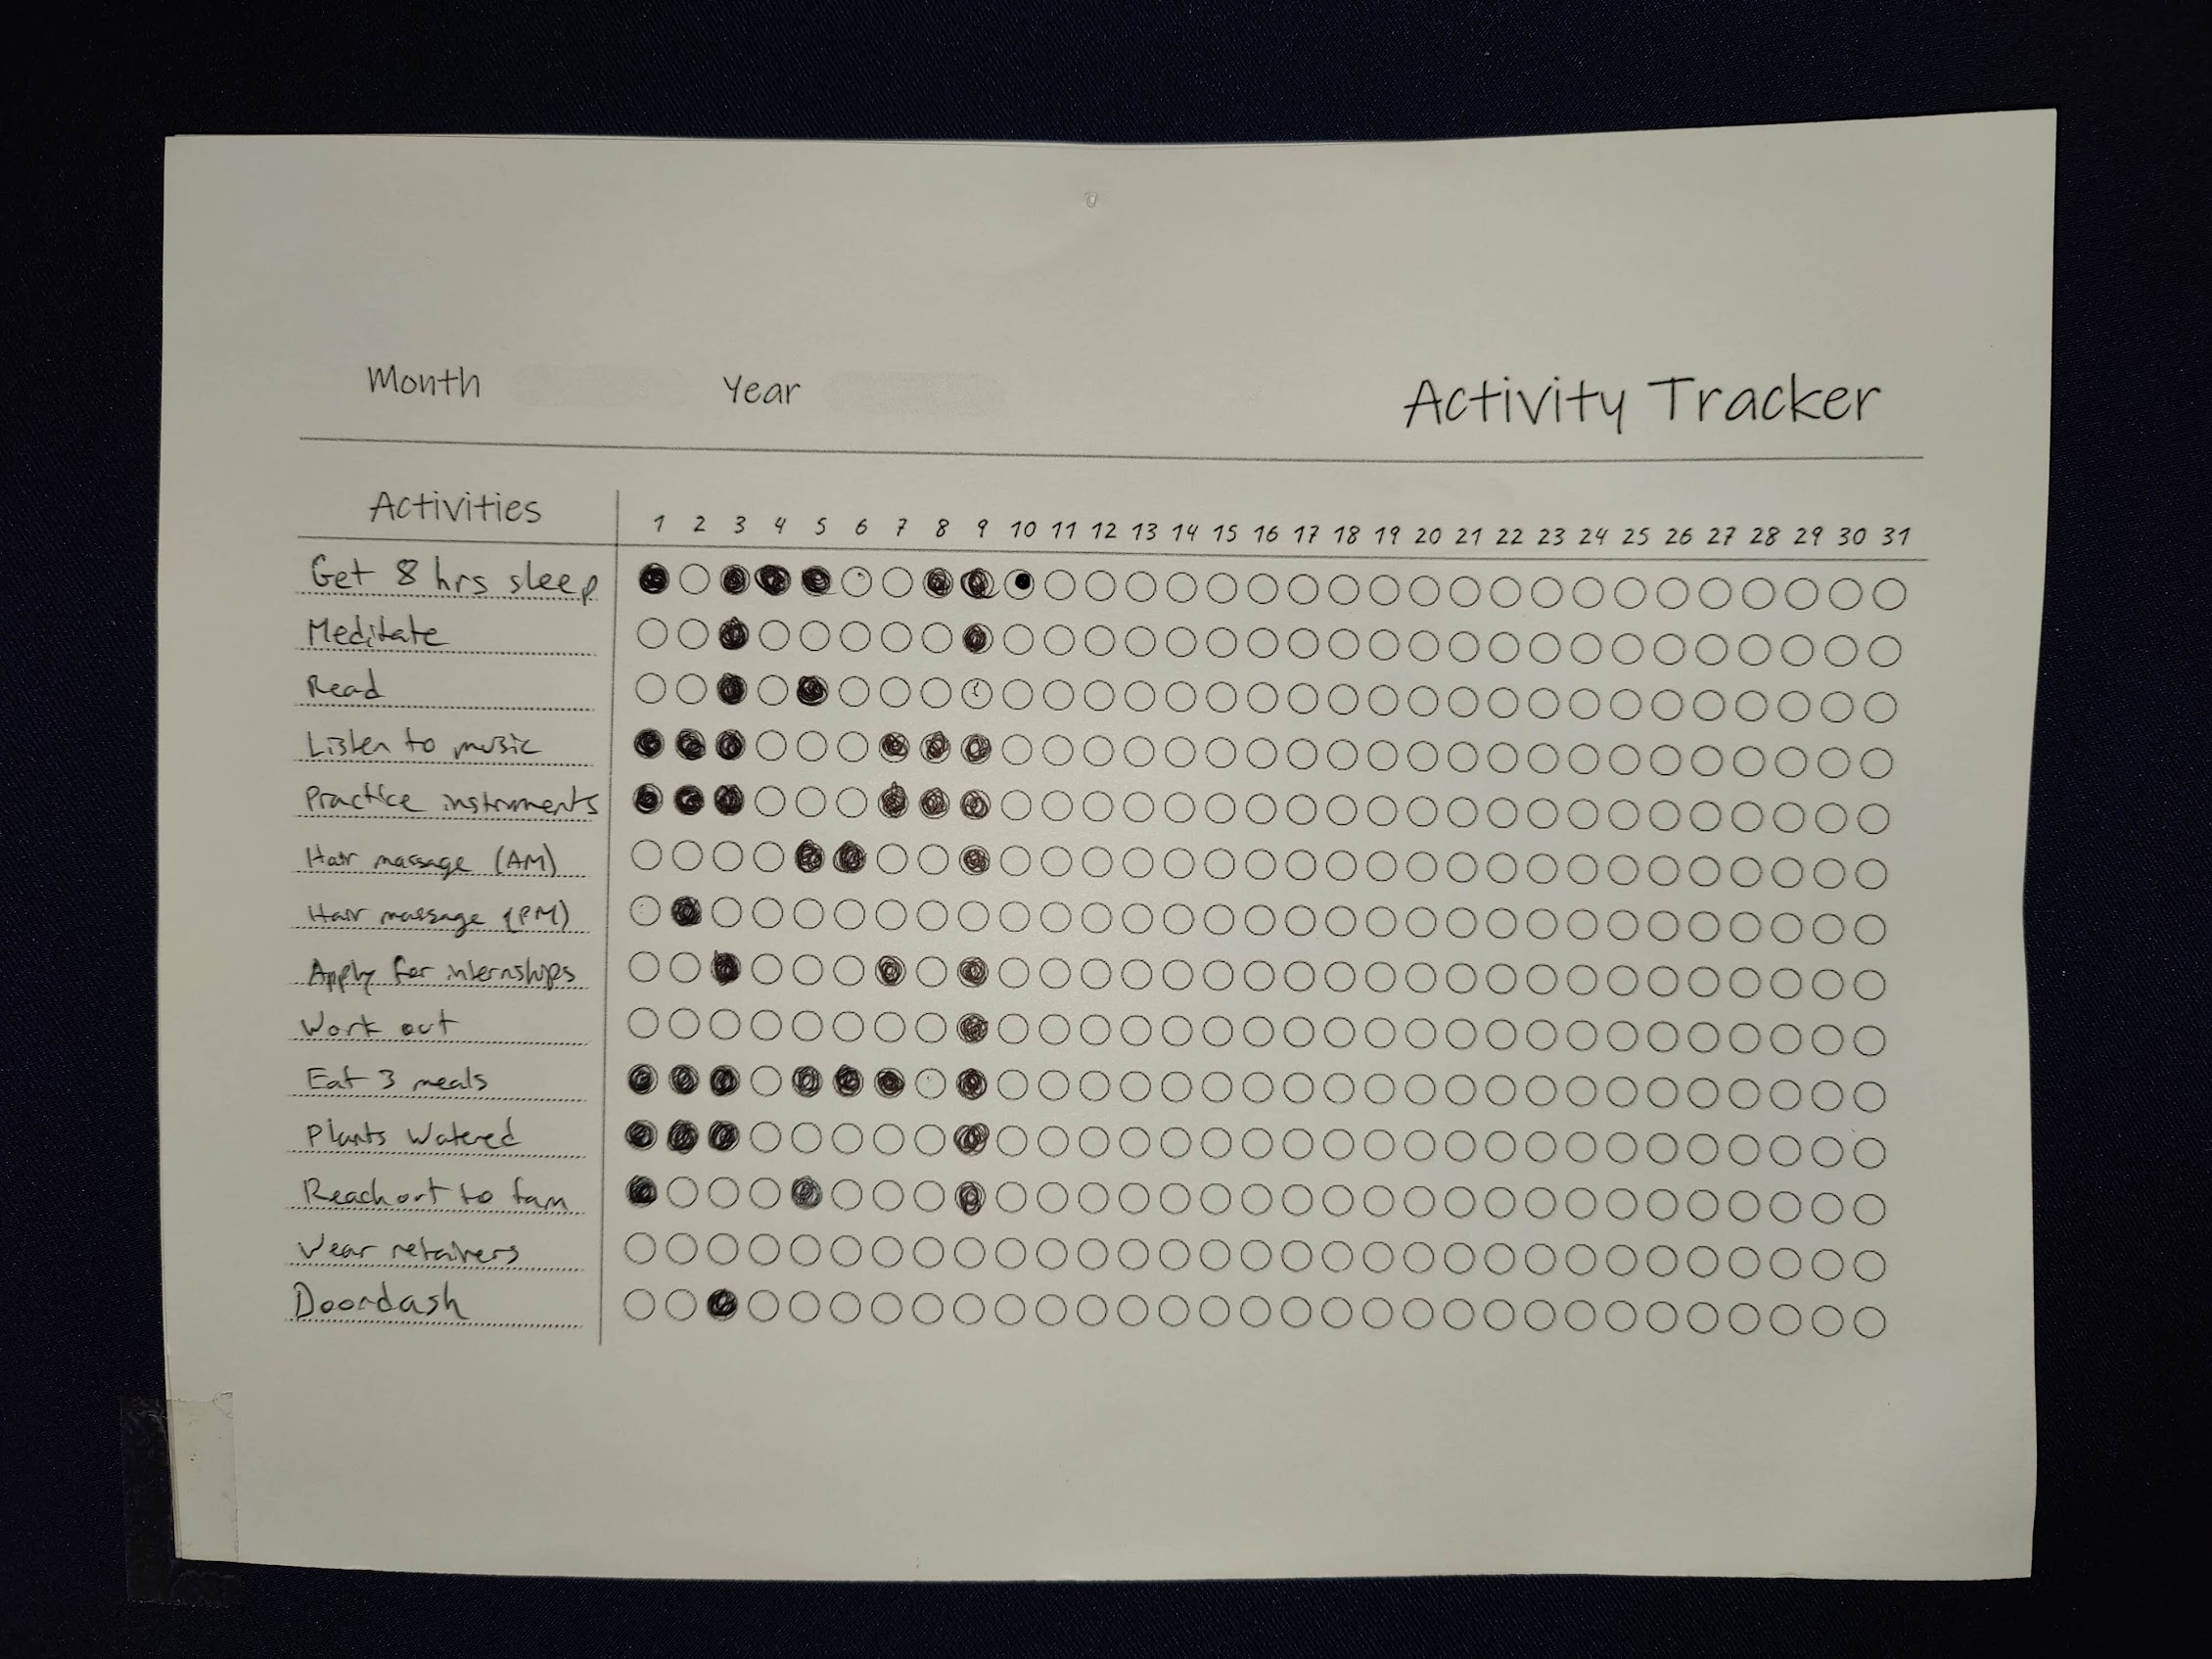 Month Year Activity Tracker
Activities 1 2 3 4 5 6 7 8 9 10 11 12 13 14 15 16 17 18 19 20 21 22 23 24 25 26 27 28 29 30 31
Get 8 hrs sleep
Meditate
Read
Listen to music
Practice instruments
Hair massage (AM)
Hair massage (PM)
Apply for internships
Work out
Eat 3 meals
Plants Watered
Reach out to fam
Wear retainers
Doordash